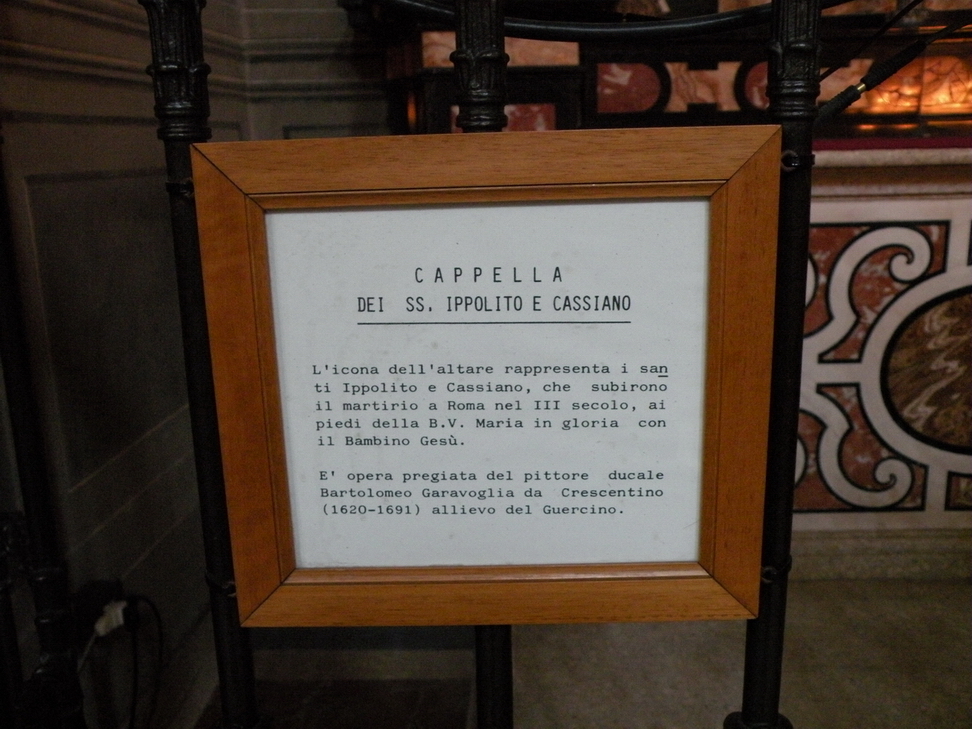 CAPPELLA
DEI SS. IPPOLITO E CASSIANO
L'icona dell'altare rappresenta i san
ti Ippolito e Cassiano, che subirono
il martirio a Roma nel III secolo, ai
piedi della B.V. Maria in gloria con
il Bambino Gesù.
E' opera pregiata del pittore ducale
Bartolomeo Garavoglia da Crescentino
(1620-1691) allievo del Guercino.